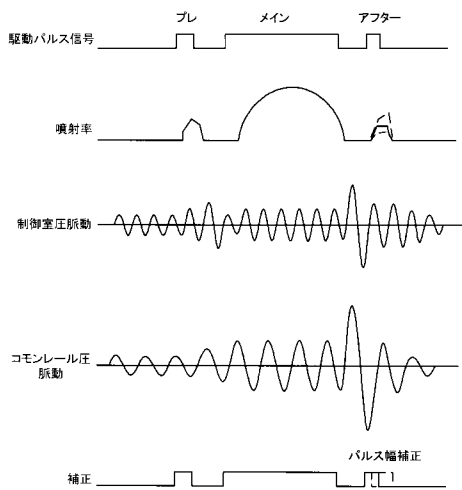 プレ
メイン
アフター
駆動パルス信号
噴射率
制御室圧脈動
コモンレール圧
脈動
パルス幅補正
補正